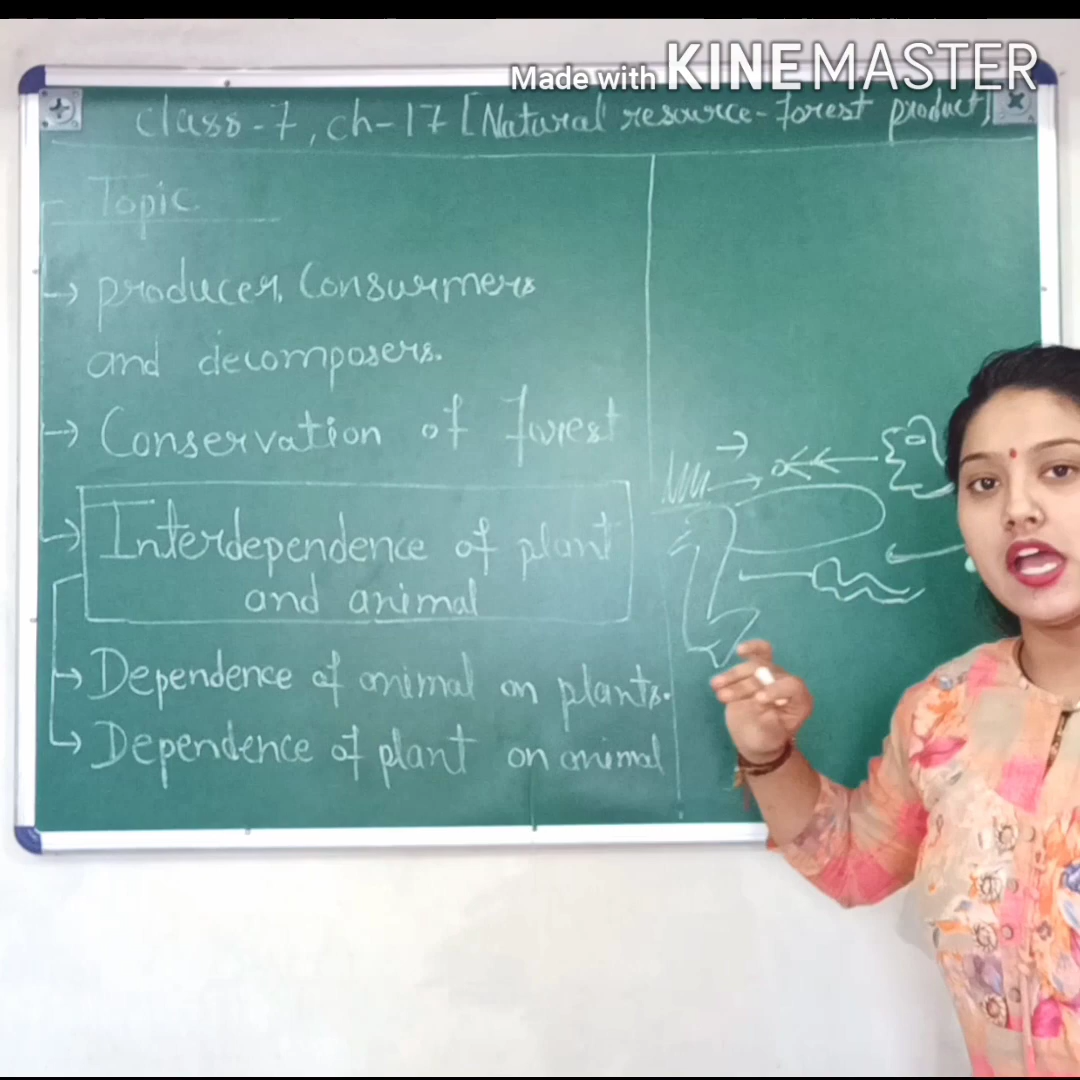 Made with KINEMASTER
class-7, ch-17 [Natural resource-forest product]
Topic
→ producer, Consurmers
and decomposers.
→ Conservation of forest
→ Interdependence of plant
and animal
→ Dependence of animal on plants.
→ Dependence of plant on animal